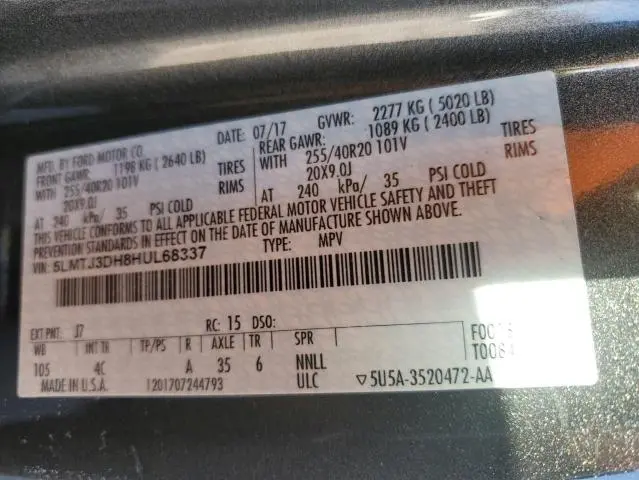 MFD. BY FORD MOTOR CO. DATE: 07/17 GVWR: 2277 KG ( 5020 LB)
FRONT GAWR: 1198 KG ( 2640 LB) REAR GAWR: 1089 KG ( 2400 LB)
WITH 255/40R20 101V TIRES WITH 255/40R20 101V TIRES
20X9.0J RIMS 20X9.0J RIMS
AT 240 kPa/ 35 PSI COLD AT 240 kPa/ 35 PSI COLD
THIS VEHICLE CONFORMS TO ALL APPLICABLE FEDERAL MOTOR VEHICLE SAFETY AND THEFT
PREVENTION STANDARDS IN EFFECT ON THE DATE OF MANUFACTURE SHOWN ABOVE.
VIN: 5LMTJ3DH8HUL68337 TYPE: MPV
EXT PNT: J7 RC: 15 DSO:
WB INT TR TP/PS R AXLE TR SPR
105 4C A 35 6 NNLL
ULC
MADE IN U.S.A. 1201707244793 ▽5U5A-3520472-AA